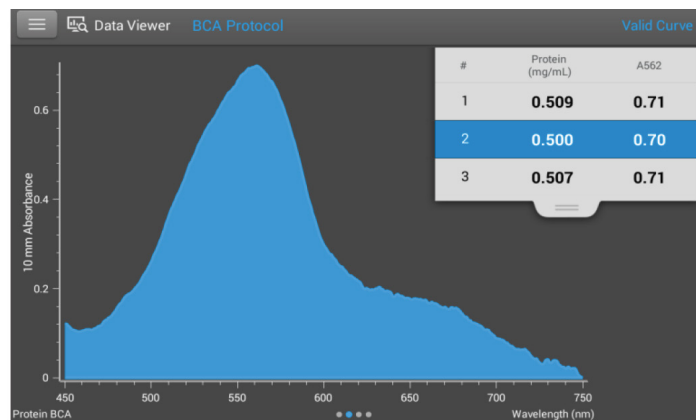 Data Viewer BCA Protocol Valid Curve
# Protein (mg/mL) A562
1 0.509 0.71
2 0.500 0.70
3 0.507 0.71
10 mm Absorbance
0.6
0.4
0.2
0
450 500 550 600 650 700 750
Protein BCA Wavelength (nm)